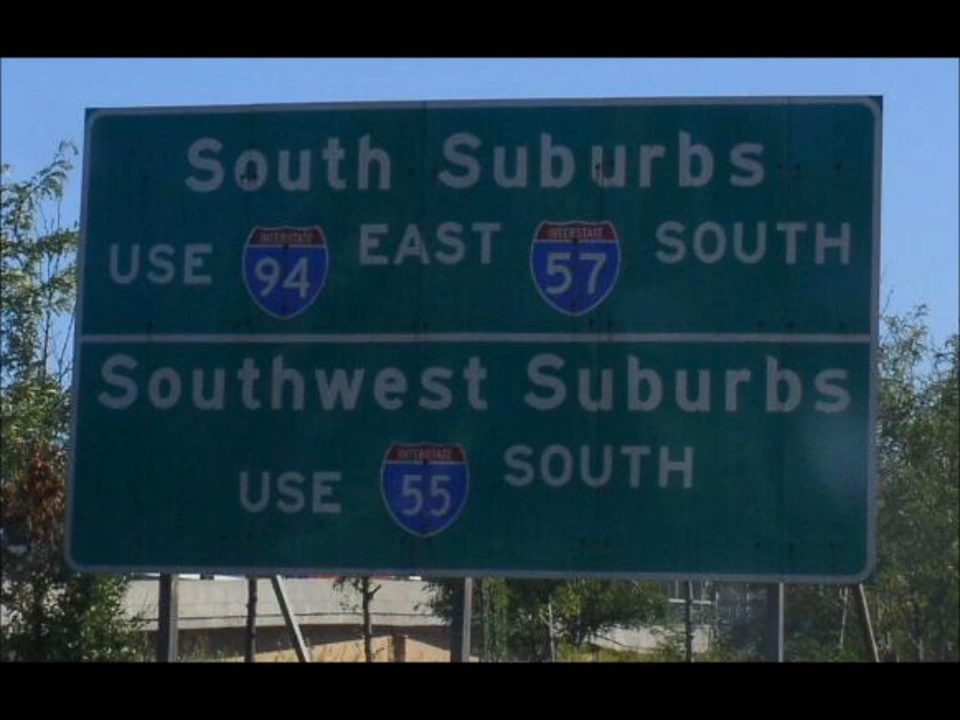 South Suburbs
USE INTERSTATE 94 EAST INTERSTATE 57 SOUTH
Southwest Suburbs
USE INTERSTATE 55 SOUTH